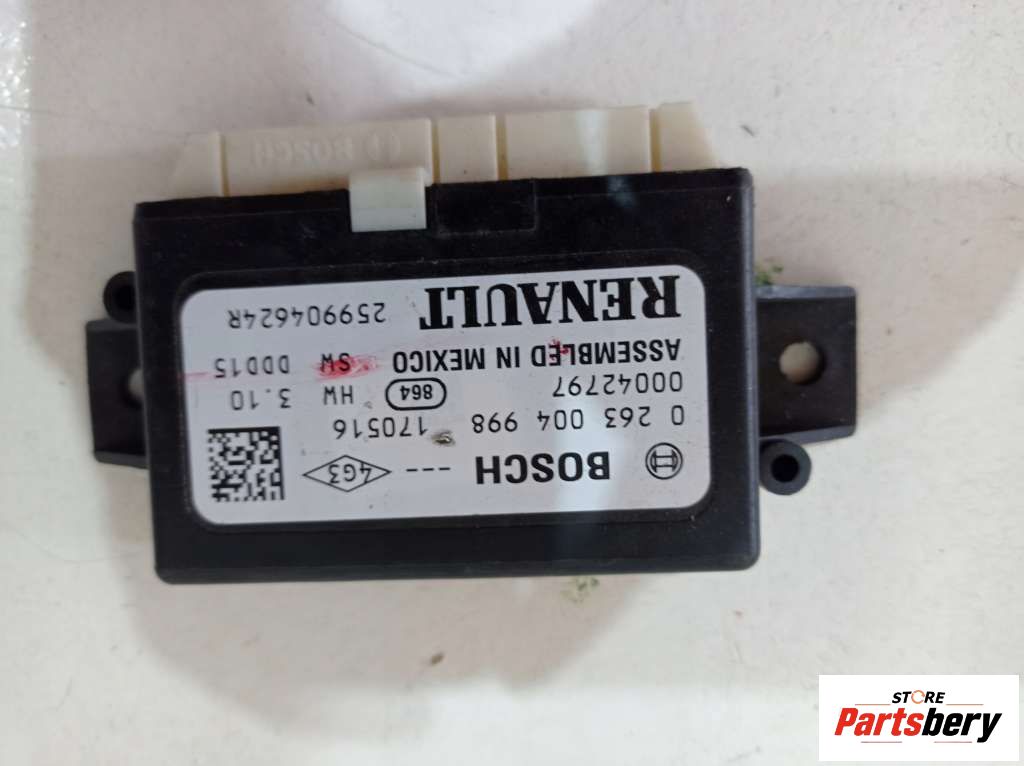 BOSCH --- 4G3
0 263 004 998 170516
00042797 864 HW 3.10
ASSEMBLED IN MEXICO SW DDD15
RENAULT 259904624R
BOSCH
STORE
Partsbery